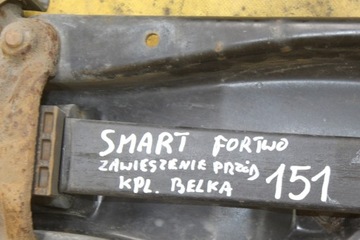 SMART FORTWO
ZAWIESZENIE PRZÓD
KPL. BELKA 151